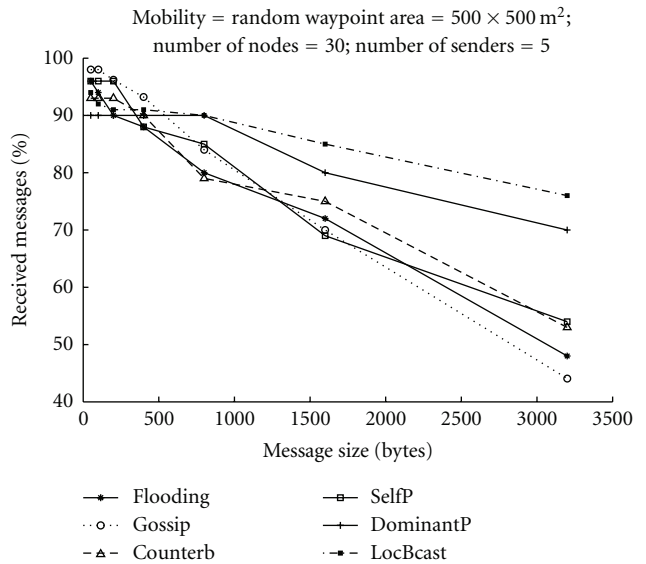 Mobility = random waypoint area = 500 × 500 m²;
number of nodes = 30; number of senders = 5
100
90
80
70
60
50
40
Received messages (%)
0 500 1000 1500 2000 2500 3000 3500
Message size (bytes)
Flooding SelfP
Gossip DominantP
Counterb LocBcast